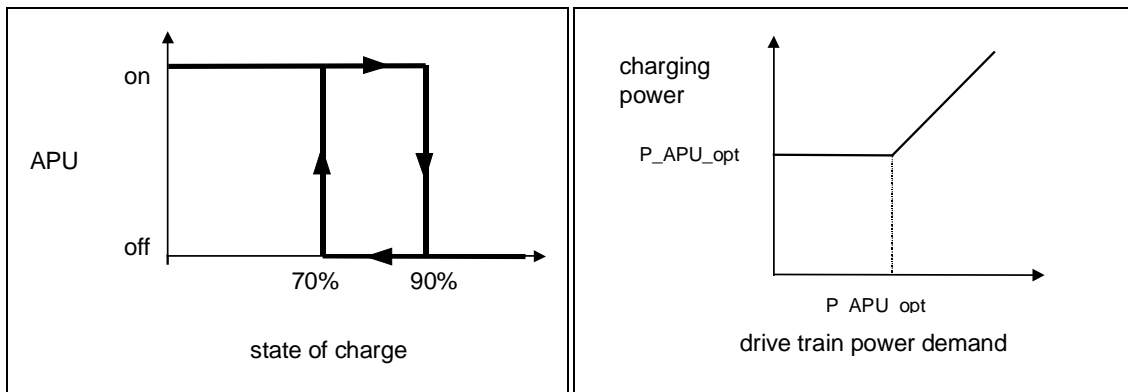 on
APU
off
70%
90%
state of charge
charging
power
P_APU_opt
P_APU_opt
drive train power demand